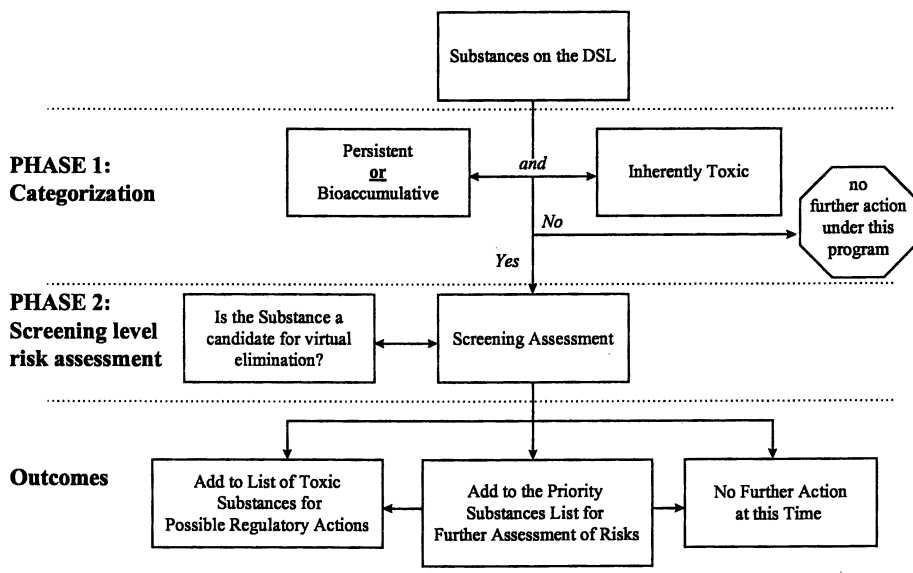 Substances on the DSL
PHASE 1:
Categorization
Persistent
or
Bioaccumulative
and
Inherently Toxic
no
further action
under this
program
No
Yes
PHASE 2:
Screening level
risk assessment
Is the Substance a
candidate for virtual
elimination?
Screening Assessment
Outcomes
Add to List of Toxic
Substances for
Possible Regulatory Actions
Add to the Priority
Substances List for
Further Assessment of Risks
No Further Action
at this Time